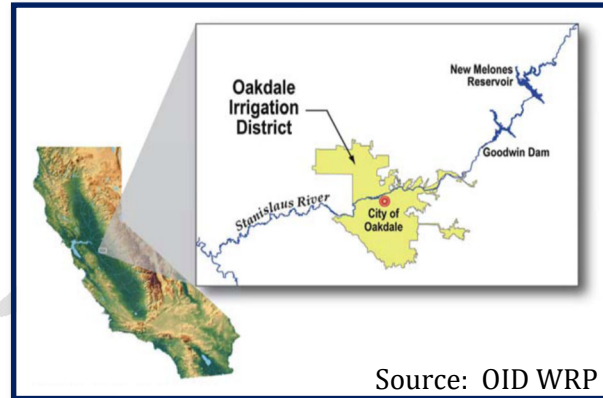 New Melones
Reservoir
Oakdale
Irrigation
District
Goodwin Dam
Stanislaus River
City of
Oakdale
Source: OID WRP